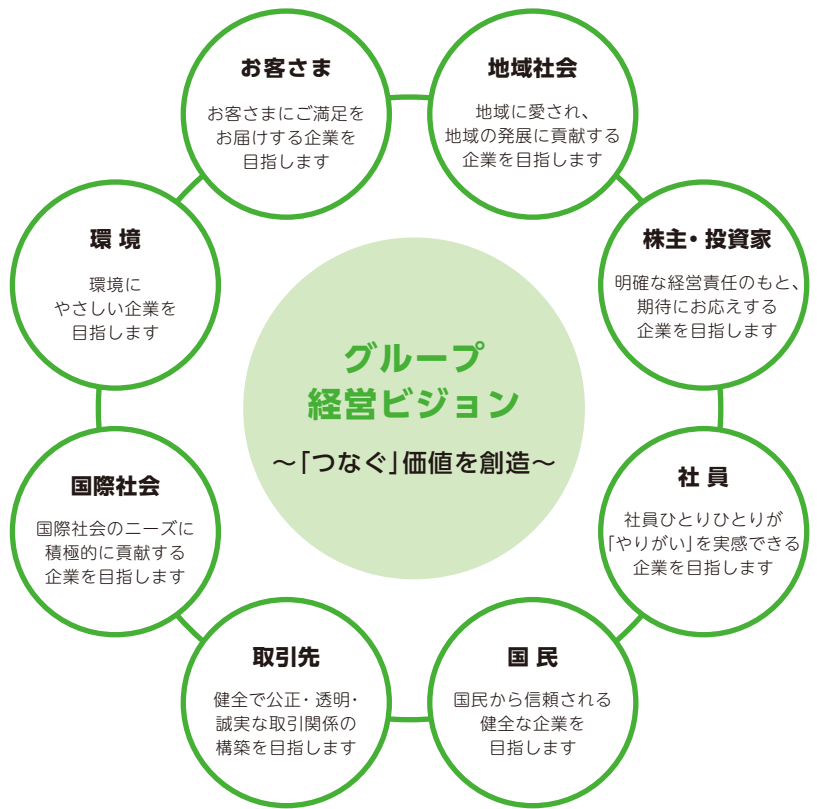 お客さま
お客さまにご満足を
お届けする企業を
目指します
地域社会
地域に愛され、
地域の発展に貢献する
企業を目指します
環 境
環境に
やさしい企業を
目指します
株主・投資家
明確な経営責任のもと、
期待にお応えする
企業を目指します
グループ
経営ビジョン
～「つなぐ」価値を創造～
国際社会
国際社会のニーズに
積極的に貢献する
企業を目指します
社 員
社員ひとりひとりが
「やりがい」を実感できる
企業を目指します
取引先
健全で公正・透明・
誠実な取引関係の
構築を目指します
国 民
国民から信頼される
健全な企業を
目指します